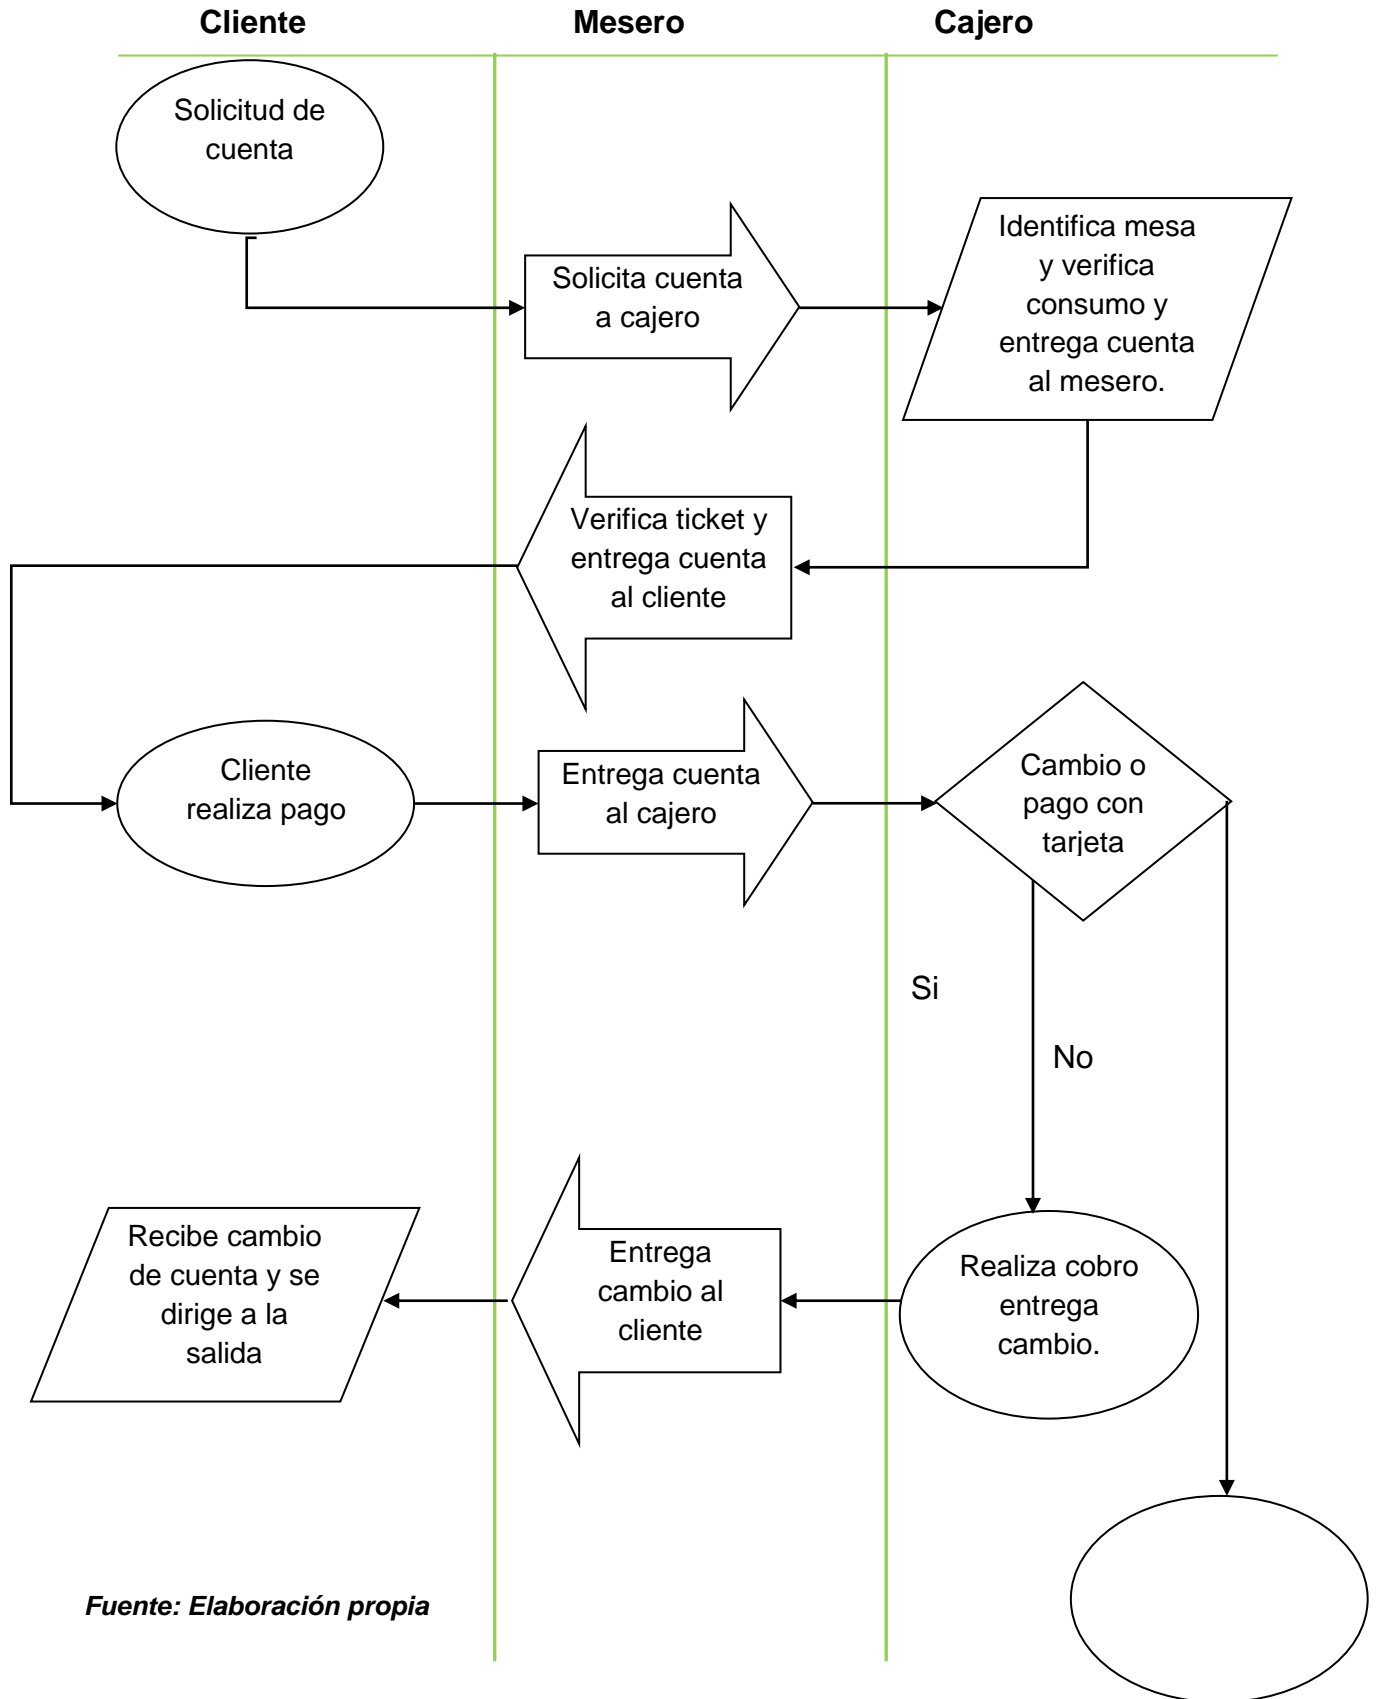 Cliente
Mesero
Cajero
Solicitud de
cuenta
Solicita cuenta
a cajero
Identifica mesa
y verifica
consumo y
entrega cuenta
al mesero.
Verifica ticket y
entrega cuenta
al cliente
Cliente
realiza pago
Entrega cuenta
al cajero
Cambio o
pago con
tarjeta
Si
No
Realiza cobro
entrega
cambio.
Entrega
cambio al
cliente
Recibe cambio
de cuenta y se
dirige a la
salida
Fuente: Elaboración propia